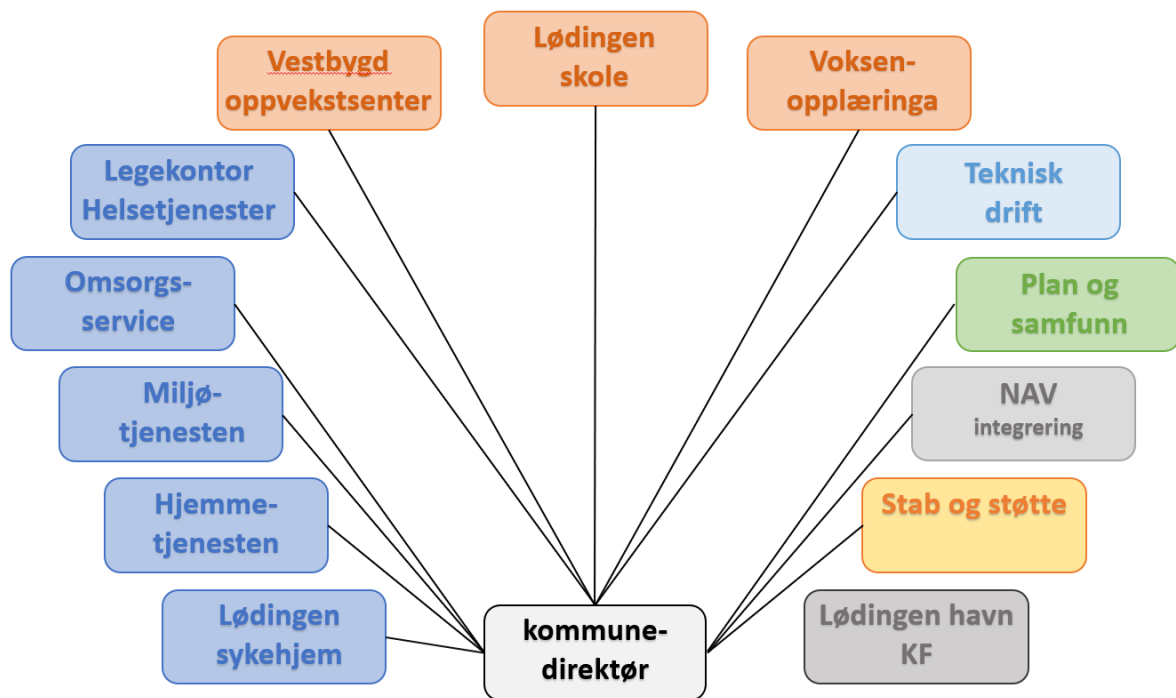 Lødingen
skole
Vestbygd
oppvekstsenter
Voksen-
opplæringa
Legekontor
Helsetjenester
Teknisk
drift
Omsorgs-
service
Plan og
samfunn
Miljø-
tjenesten
NAV
integrering
Hjemme-
tjenesten
Stab og støtte
Lødingen
sykehjem
kommune-
direktør
Lødingen havn
KF